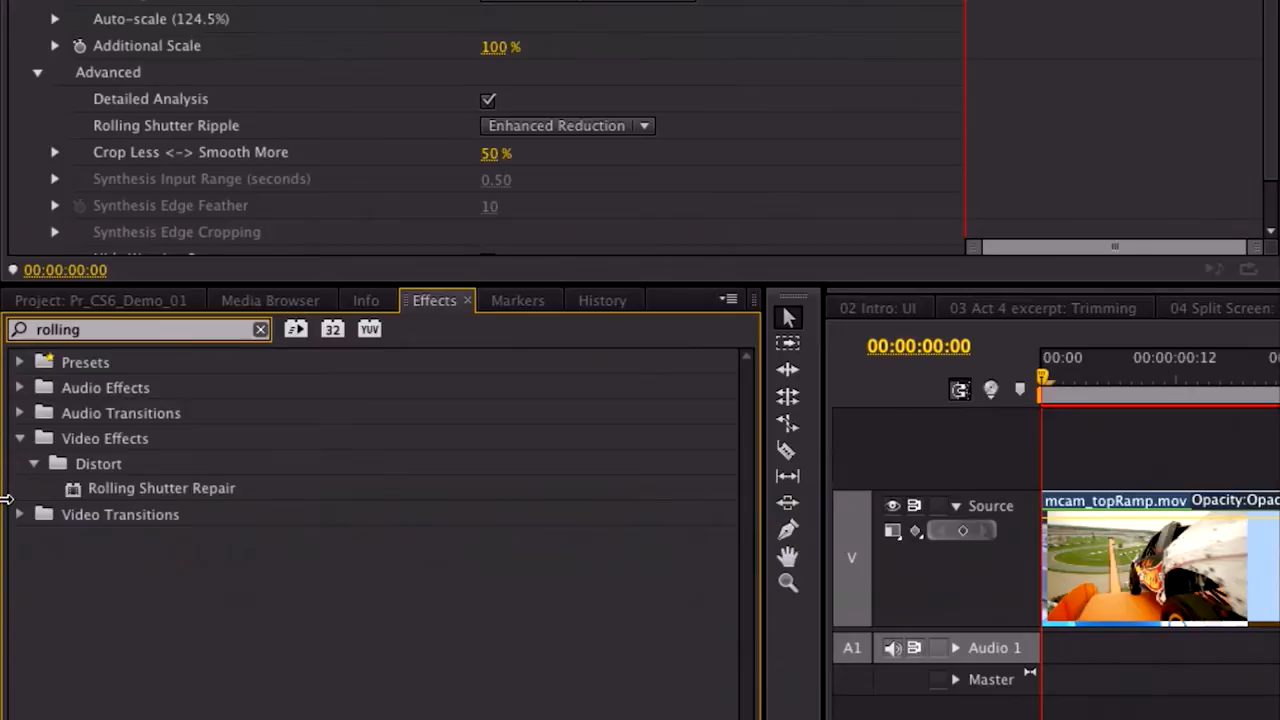 Auto-scale (124.5%)
Additional Scale 100 %
Advanced
Detailed Analysis
Rolling Shutter Ripple Enhanced Reduction
Crop Less <-> Smooth More 50 %
Synthesis Input Range (seconds) 0.50
Synthesis Edge Feather 10
Synthesis Edge Cropping
00:00:00:00
Project: Pr_CS6_Demo_01 Media Browser Info Effects × Markers History
rolling 32 YUV
Presets
Audio Effects
Audio Transitions
Video Effects
Distort
Rolling Shutter Repair
Video Transitions
02 Intro: UI 03 Act 4 excerpt: Trimming 04 Split Screen:
00:00:00:00
00:00 00:00:00:12
V Source
mcam_topRamp.mov Opacity:Opac
A1 Audio 1
Master